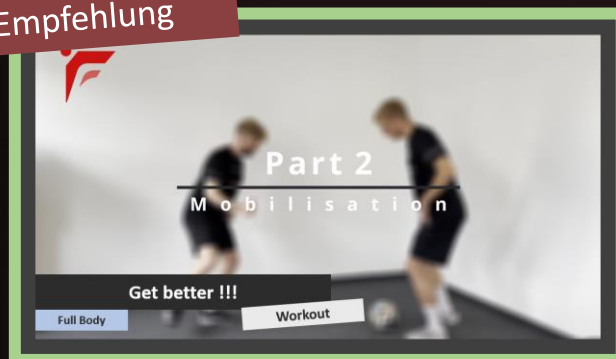 Empfehlung
Part 2
Mobilisation
Get better !!!
Full Body
Workout